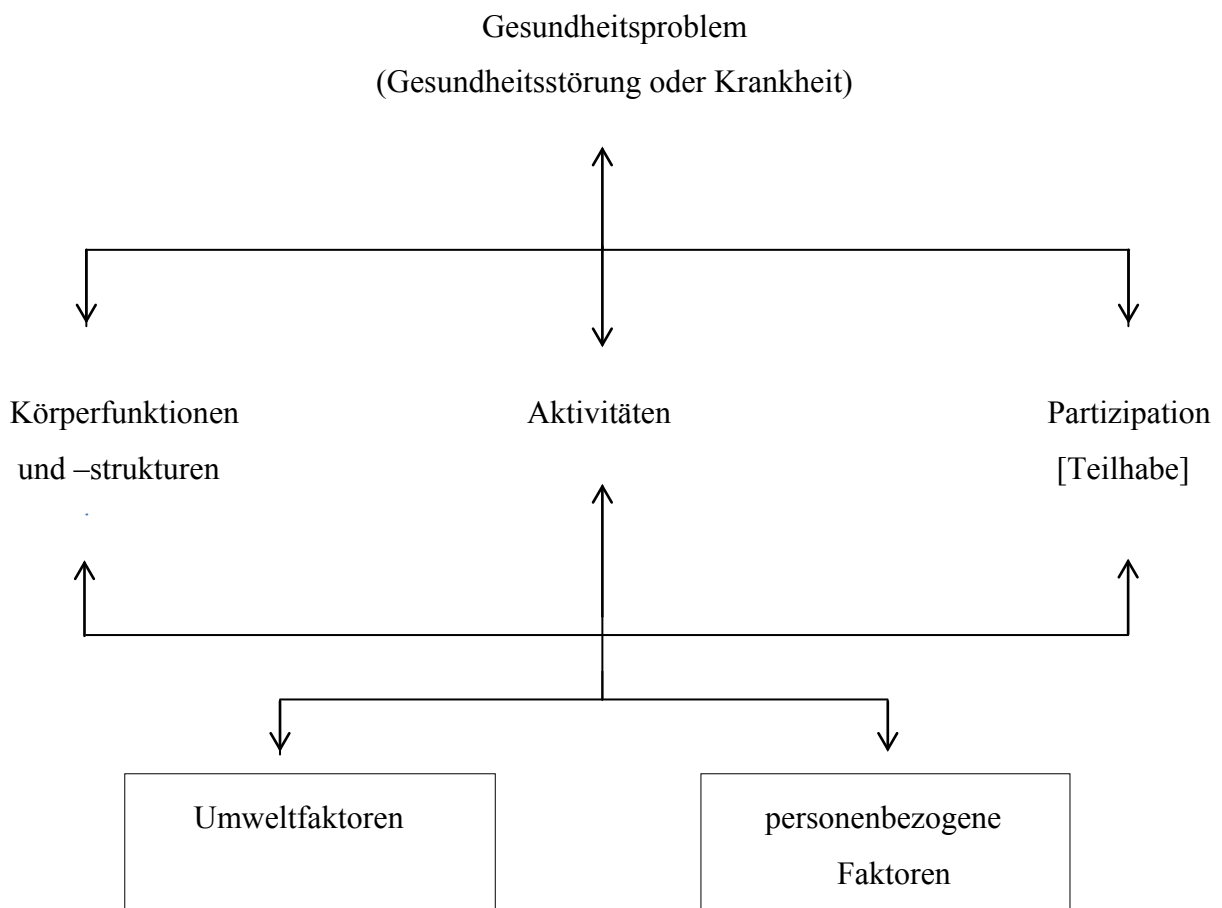 Gesundheitsproblem
(Gesundheitsstörung oder Krankheit)
Körperfunktionen
und –strukturen
Aktivitäten
Partizipation
[Teilhabe]
Umweltfaktoren
personenbezogene
Faktoren